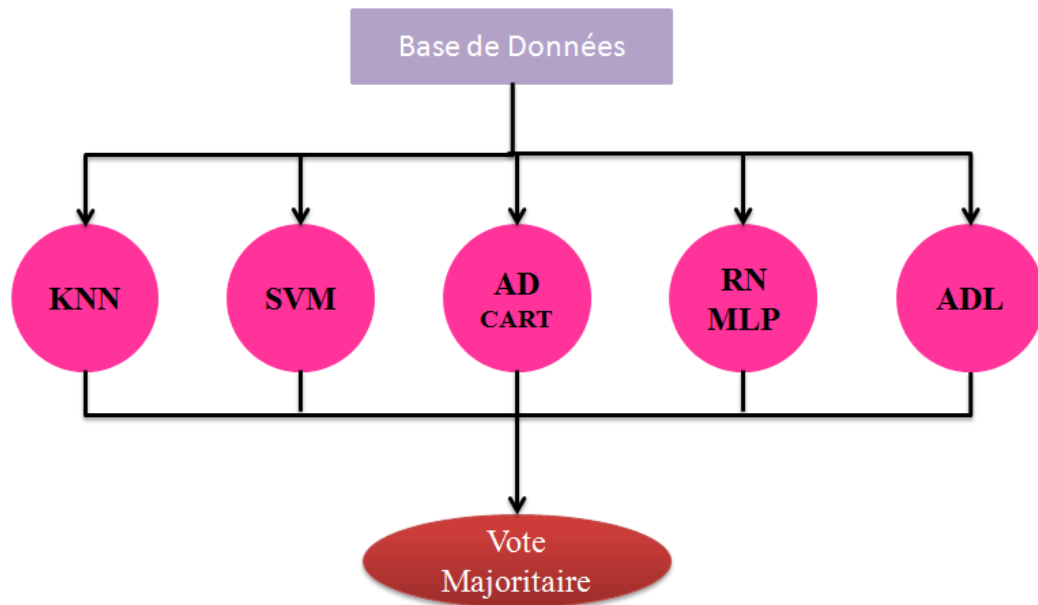 Base de Données
KNN
SVM
AD
CART
RN
MLP
ADL
Vote
Majoritaire